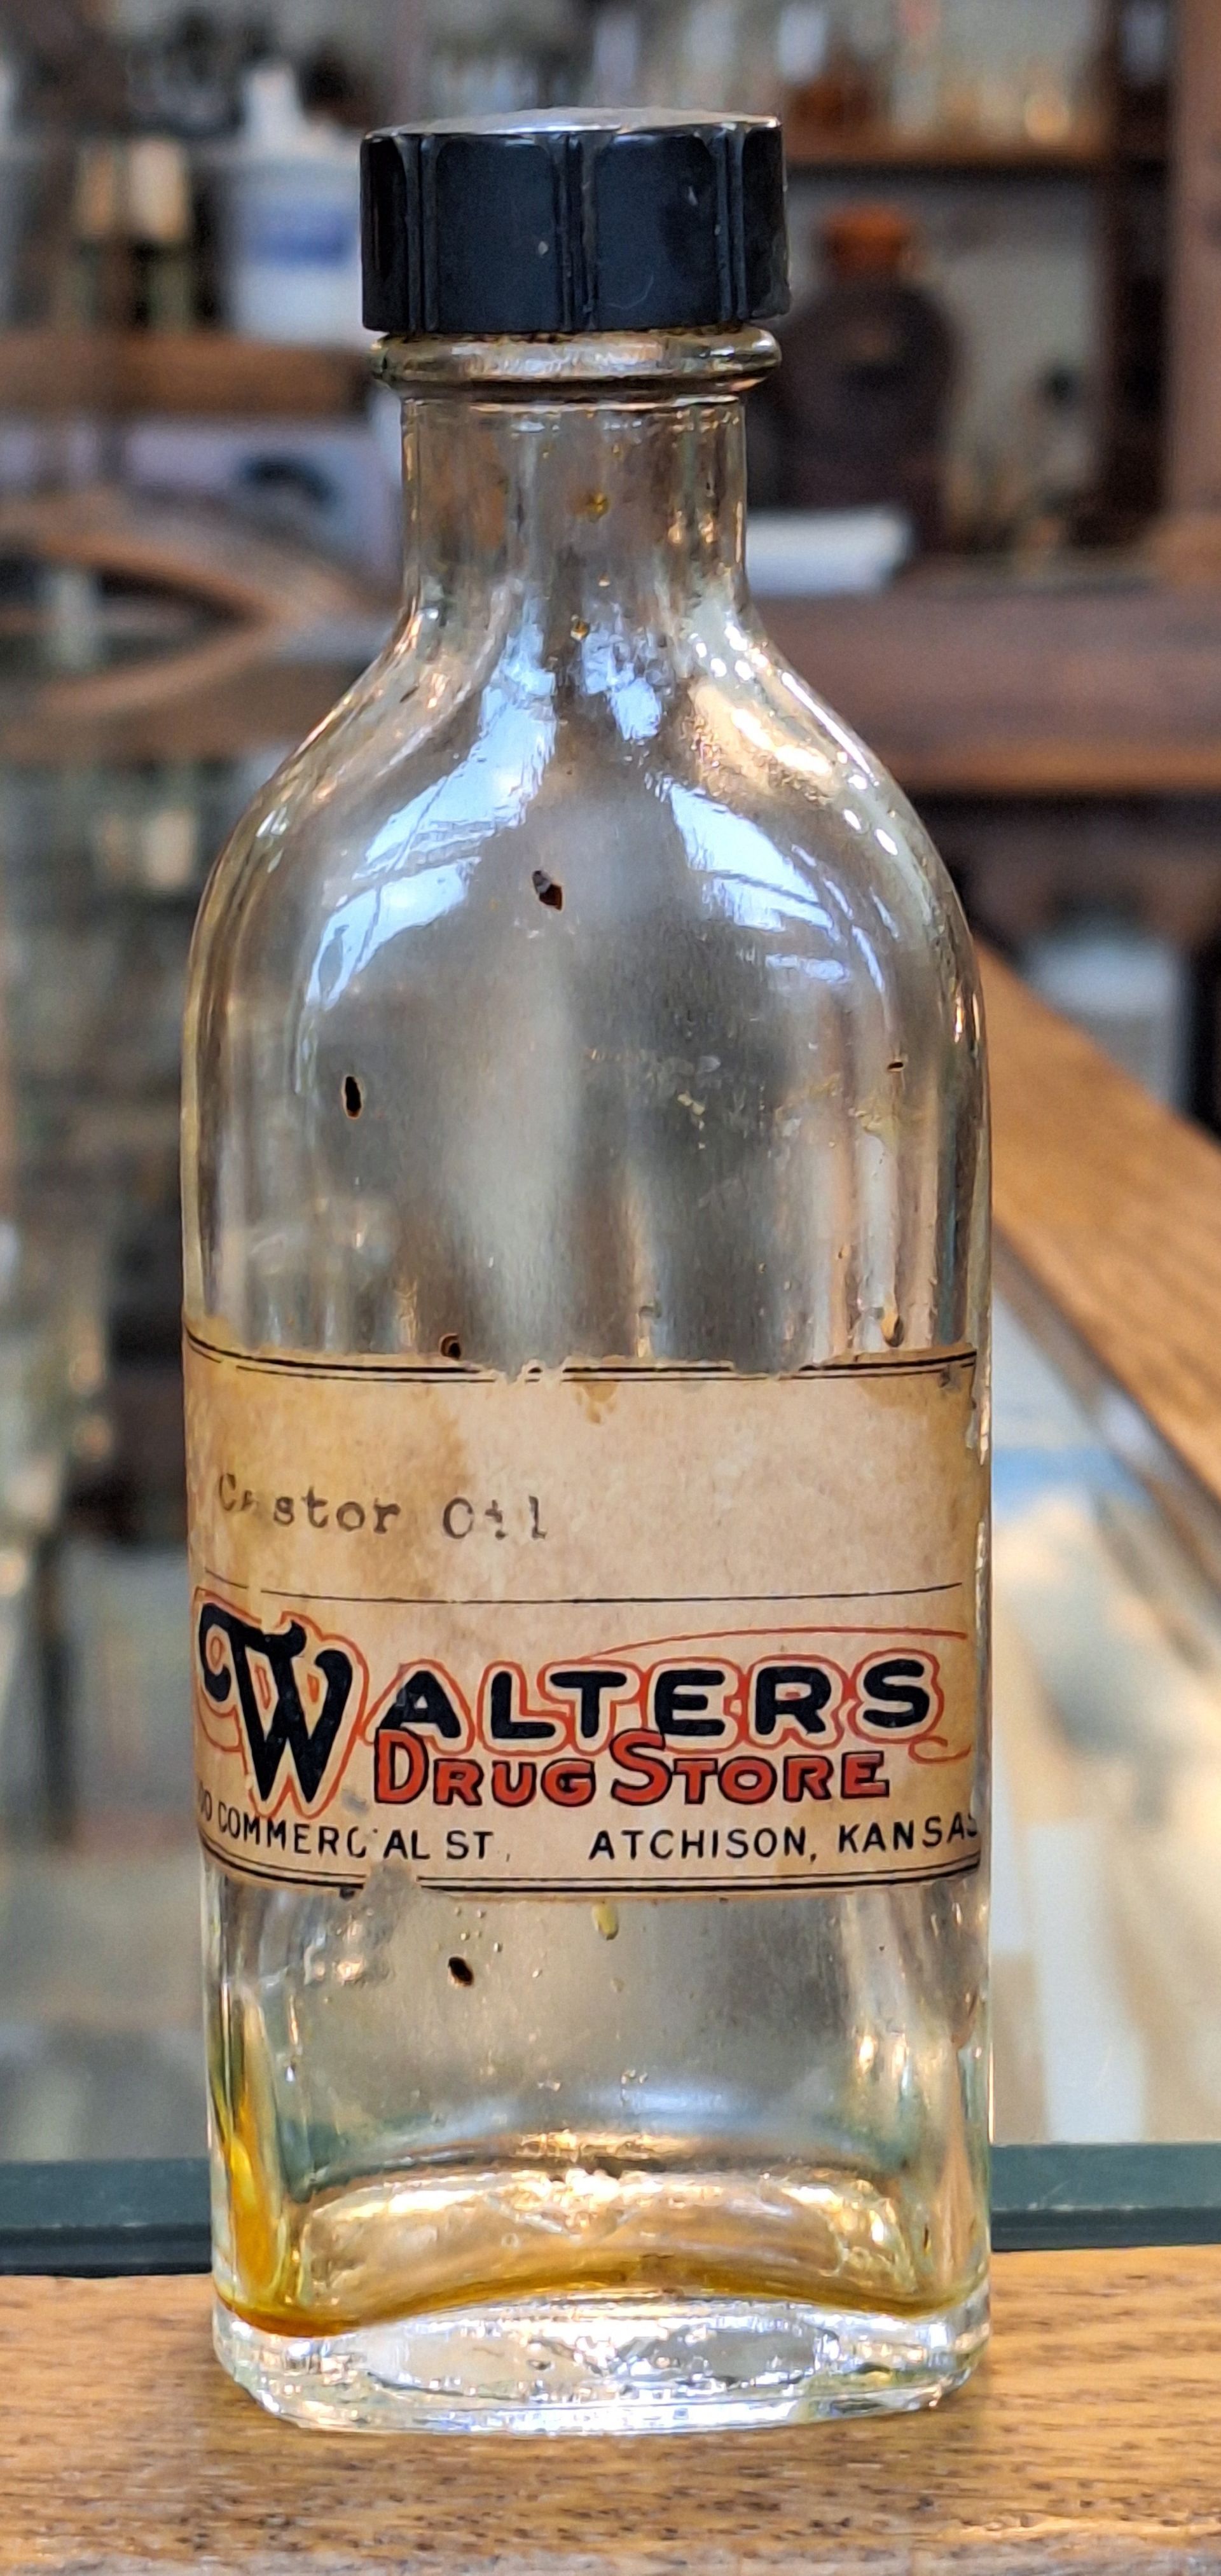 Castor Oil
WALTERS
DRUG STORE
COMMERCIAL ST. ATCHISON, KANSAS